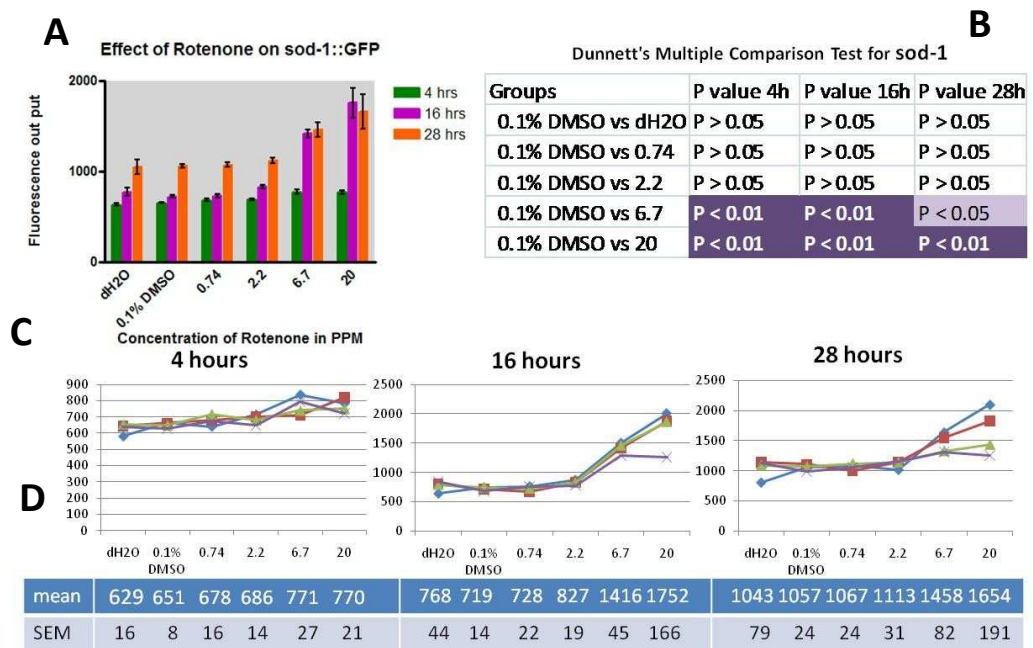 A
Effect of Rotenone on sod-1::GFP
Fluorescence out put
2000
1000
0
dH2O
0.1% DMSO
0.74
2.2
6.7
20
Concentration of Rotenone in PPM
4 hrs
16 hrs
28 hrs
B
Dunnett's Multiple Comparison Test for sod-1
Groups P value 4h P value 16h P value 28h
0.1% DMSO vs dH2O P > 0.05 P > 0.05 P > 0.05
0.1% DMSO vs 0.74 P > 0.05 P > 0.05 P > 0.05
0.1% DMSO vs 2.2 P > 0.05 P > 0.05 P > 0.05
0.1% DMSO vs 6.7 P < 0.01 P < 0.01 P < 0.05
0.1% DMSO vs 20 P < 0.01 P < 0.01 P < 0.01
C
4 hours
900
800
700
600
500
400
300
200
100
0
dH2O 0.1% DMSO 0.74 2.2 6.7 20
16 hours
2500
2000
1500
1000
500
0
dH2O 0.1% DMSO 0.74 2.2 6.7 20
28 hours
2500
2000
1500
1000
500
0
dH2O 0.1% DMSO 0.74 2.2 6.7 20
D
mean 629 651 678 686 771 770 768 719 728 827 1416 1752 1043 1057 1067 1113 1458 1654
SEM 16 8 16 14 27 21 44 14 22 19 45 166 79 24 24 31 82 191